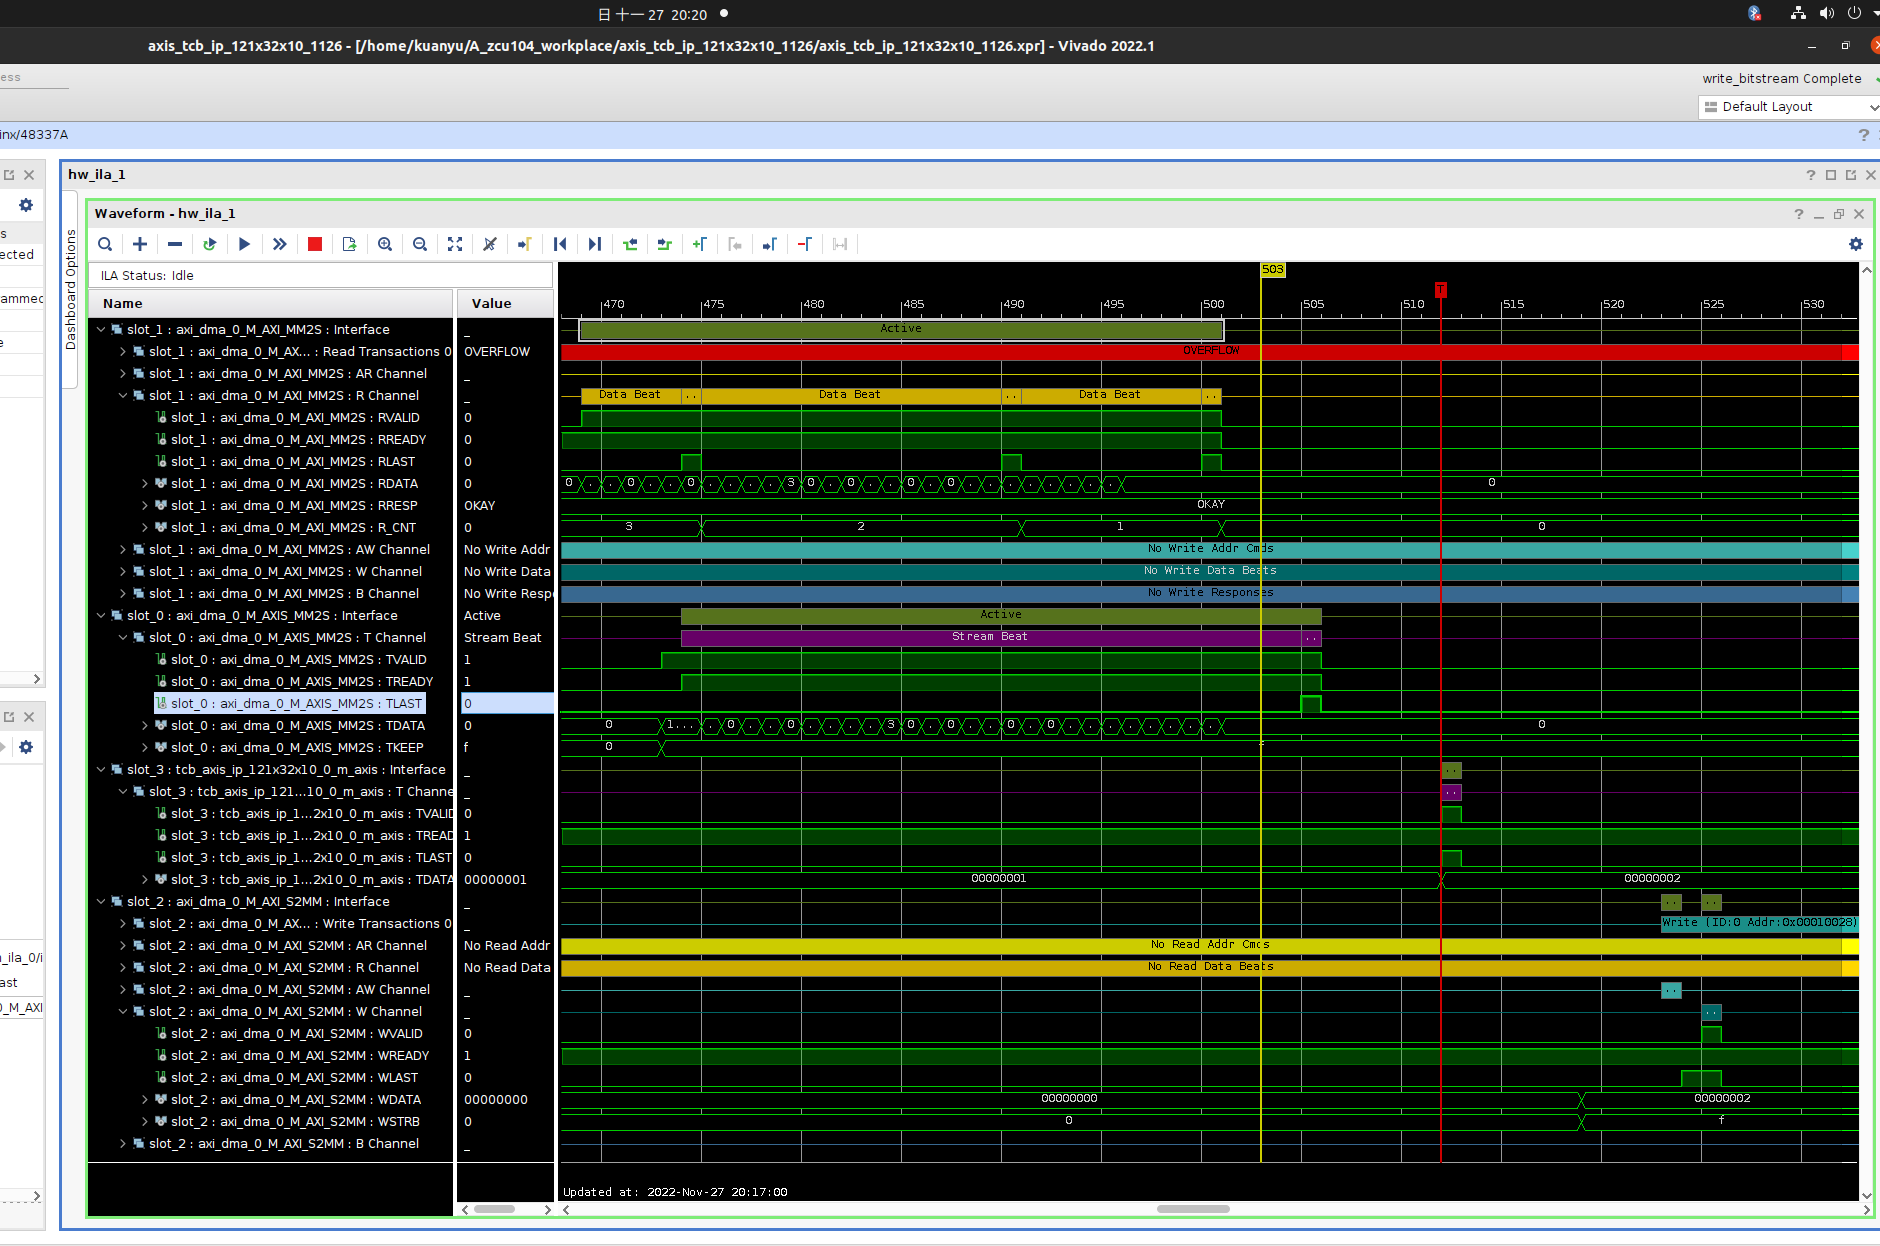 日 十一 27 20:20
axis_tcb_ip_121x32x10_1126 - [/home/kuanyu/A_zcu104_workplace/axis_tcb_ip_121x32x10_1126/axis_tcb_ip_121x32x10_1126.xpr] - Vivado 2022.1
ess
write_bitstream Complete
Default Layout
inx/48337A
hw_ila_1
Waveform - hw_ila_1
Dashboard Options
s
ected
ammed
e
ILA Status: Idle
Name Value
503
470 475 480 485 490 495 500 505 510 515 520 525 530
T
slot_1 : axi_dma_0_M_AXI_MM2S : Interface _ Active
slot_1 : axi_dma_0_M_AX... : Read Transactions 0 OVERFLOW OVERFLOW
slot_1 : axi_dma_0_M_AXI_MM2S : AR Channel _
slot_1 : axi_dma_0_M_AXI_MM2S : R Channel _ Data Beat .. Data Beat .. Data Beat ..
slot_1 : axi_dma_0_M_AXI_MM2S : RVALID 0
slot_1 : axi_dma_0_M_AXI_MM2S : RREADY 0
slot_1 : axi_dma_0_M_AXI_MM2S : RLAST 0
slot_1 : axi_dma_0_M_AXI_MM2S : RDATA 0 0 0 0 3 0 0 0 0 0
slot_1 : axi_dma_0_M_AXI_MM2S : RRESP OKAY OKAY
slot_1 : axi_dma_0_M_AXI_MM2S : R_CNT 0 3 2 1 0
slot_1 : axi_dma_0_M_AXI_MM2S : AW Channel No Write Addr No Write Addr Cmds
slot_1 : axi_dma_0_M_AXI_MM2S : W Channel No Write Data No Write Data Beats
slot_1 : axi_dma_0_M_AXI_MM2S : B Channel No Write Resp No Write Responses
slot_0 : axi_dma_0_M_AXIS_MM2S : Interface Active Active
slot_0 : axi_dma_0_M_AXIS_MM2S : T Channel Stream Beat Stream Beat ..
slot_0 : axi_dma_0_M_AXIS_MM2S : TVALID 1
slot_0 : axi_dma_0_M_AXIS_MM2S : TREADY 1
slot_0 : axi_dma_0_M_AXIS_MM2S : TLAST 0
slot_0 : axi_dma_0_M_AXIS_MM2S : TDATA 0 0 1... 0 0 3 0 0 0 0 0
slot_0 : axi_dma_0_M_AXIS_MM2S : TKEEP f 0 f
slot_3 : tcb_axis_ip_121x32x10_0_m_axis : Interface _ ..
slot_3 : tcb_axis_ip_121...10_0_m_axis : T Channe _ ..
slot_3 : tcb_axis_ip_1...2x10_0_m_axis : TVALID 0
slot_3 : tcb_axis_ip_1...2x10_0_m_axis : TREAD 1
slot_3 : tcb_axis_ip_1...2x10_0_m_axis : TLAST 0
slot_3 : tcb_axis_ip_1...2x10_0_m_axis : TDATA 00000001 00000001 00000002
slot_2 : axi_dma_0_M_AXI_S2MM : Interface _ .. ..
slot_2 : axi_dma_0_M_AX... : Write Transactions 0 _ Write (ID:0 Addr:0x00010028)
slot_2 : axi_dma_0_M_AXI_S2MM : AR Channel No Read Addr No Read Addr Cmds
slot_2 : axi_dma_0_M_AXI_S2MM : R Channel No Read Data No Read Data Beats
slot_2 : axi_dma_0_M_AXI_S2MM : AW Channel _ ..
slot_2 : axi_dma_0_M_AXI_S2MM : W Channel _ ..
slot_2 : axi_dma_0_M_AXI_S2MM : WVALID 0
slot_2 : axi_dma_0_M_AXI_S2MM : WREADY 1
slot_2 : axi_dma_0_M_AXI_S2MM : WLAST 0
slot_2 : axi_dma_0_M_AXI_S2MM : WDATA 00000000 00000000 00000002
slot_2 : axi_dma_0_M_AXI_S2MM : WSTRB 0 0 f
slot_2 : axi_dma_0_M_AXI_S2MM : B Channel _
_ila_0/i
ast
0_M_AXI
Updated at: 2022-Nov-27 20:17:00